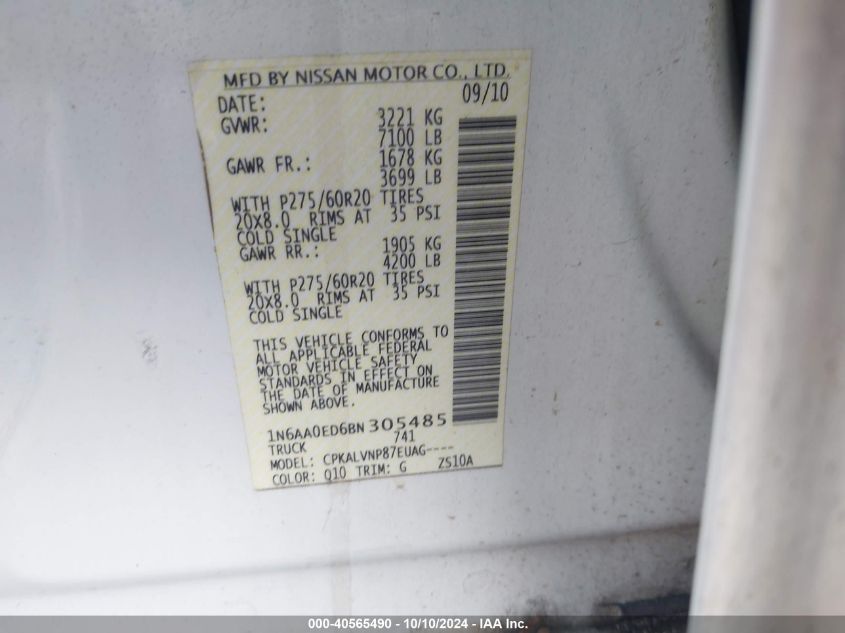 MFD BY NISSAN MOTOR CO., LTD.
DATE: 09/10
GVWR: 3221 KG
7100 LB
GAWR FR.: 1678 KG
3699 LB
WITH P275/60R20 TIRES
20X8.0 RIMS AT 35 PSI
COLD SINGLE
GAWR RR.: 1905 KG
4200 LB
WITH P275/60R20 TIRES
20X8.0 RIMS AT 35 PSI
COLD SINGLE
THIS VEHICLE CONFORMS TO
ALL APPLICABLE FEDERAL
MOTOR VEHICLE SAFETY
STANDARDS IN EFFECT ON
THE DATE OF MANUFACTURE
SHOWN ABOVE.
1N6AA0ED6BN305485
TRUCK 741
MODEL: CPKALVNP87EUAG----
COLOR: Q10 TRIM: G ZS10A
000-40565490 - 10/10/2024 - IAA Inc.